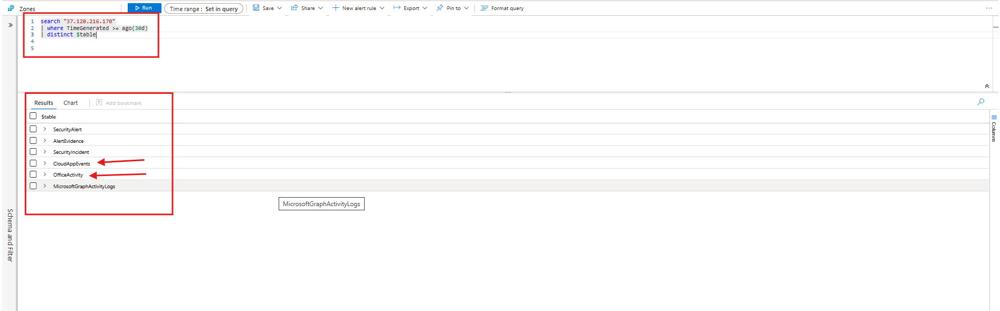 Zones
Run
Time range : Set in query
Save
Share
New alert rule
Export
Pin to
Format query
1 search "37.120.216.170"
2 | where TimeGenerated >= ago(30d)
3 | distinct $table
4
5
Results
Chart
Add bookmark
$table
SecurityAlert
AlertEvidence
SecurityIncident
CloudAppEvents
OfficeActivity
MicrosoftGraphActivityLogs
MicrosoftGraphActivityLogs
Schema and Filter
Columns